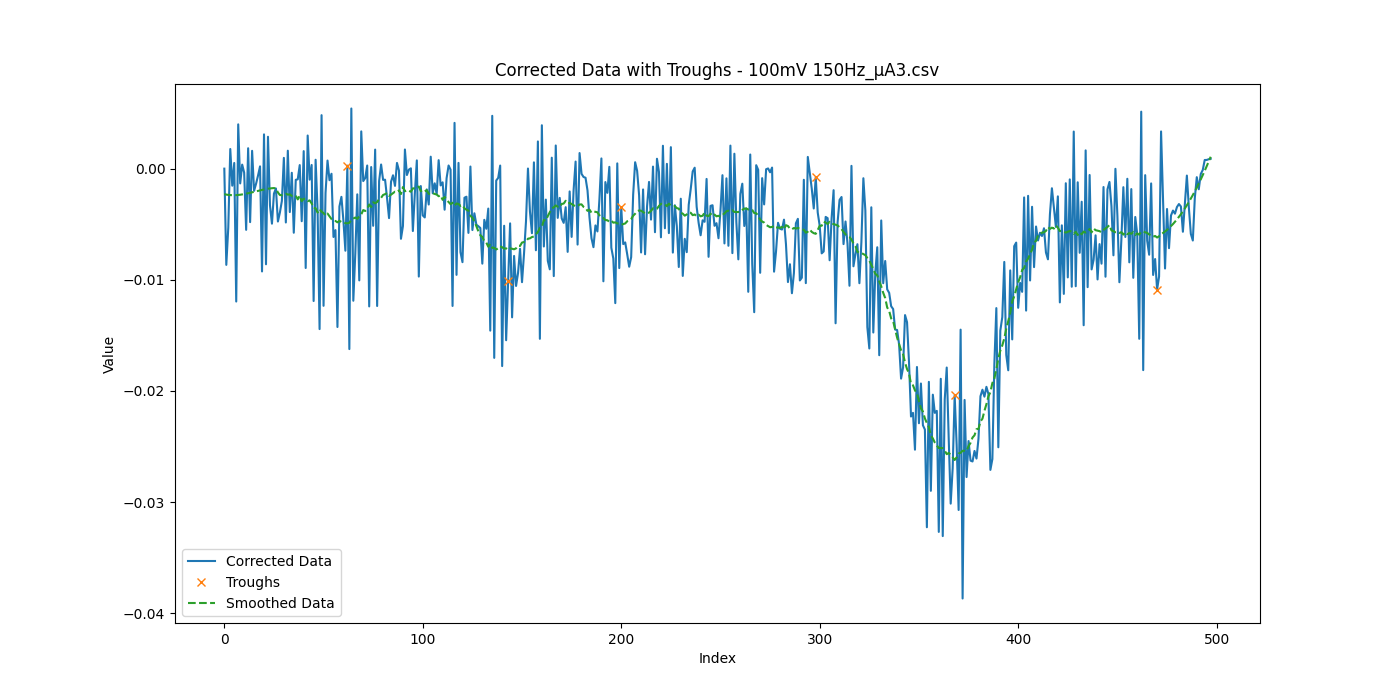 Corrected Data with Troughs - 100mV 150Hz_μA3.csv
0.00
−0.01
−0.02
−0.03
−0.04
Value
Corrected Data
Troughs
Smoothed Data
0 100 200 300 400 500
Index